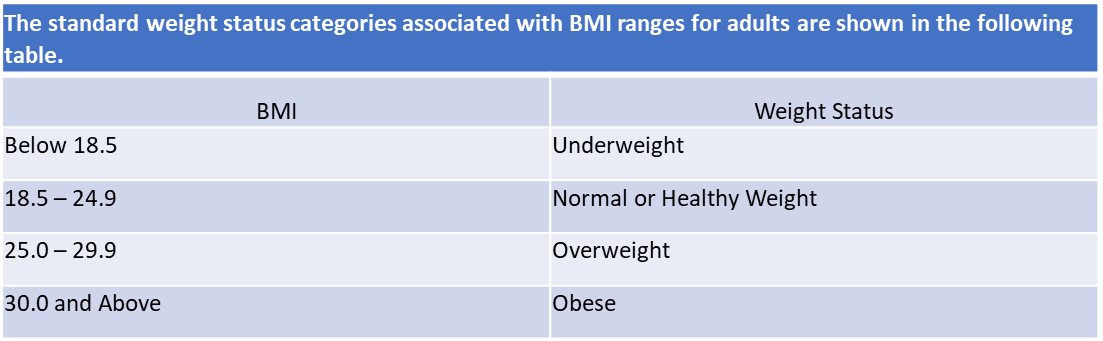 The standard weight status categories associated with BMI ranges for adults are shown in the following
table.
BMI Weight Status
Below 18.5 Underweight
18.5 – 24.9 Normal or Healthy Weight
25.0 – 29.9 Overweight
30.0 and Above Obese